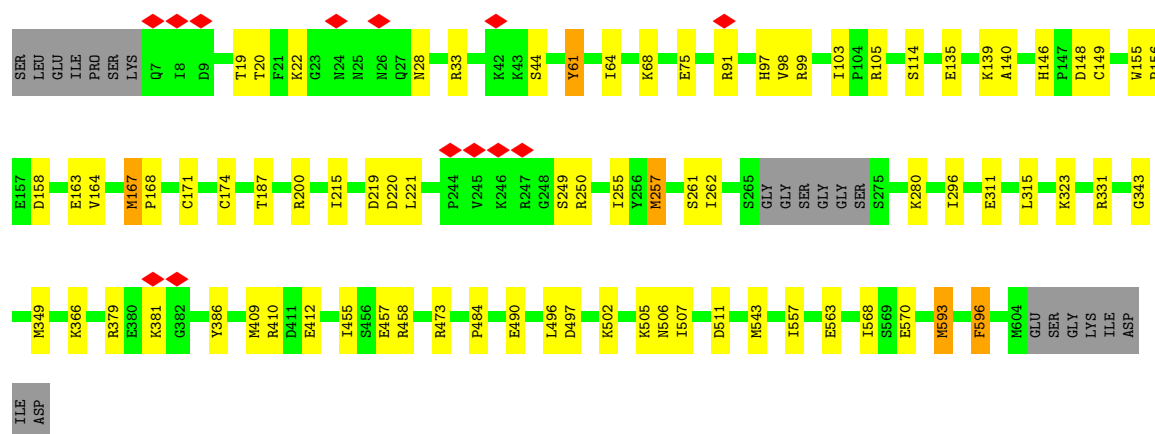 SER LEU GLU ILE PRO SER LYS Q7 I8 D9 T19 T20 F21 K22 G23 N24 N25 N26 Q27 N28 R33 K42 K43 S44 Y61 I64 K68 E75 R91 H97 V98 R99 I103 P104 R105 S114 E135 K139 A140 H146 P147 D148 C149 W155
E157 D158 E163 V164 M167 P168 C171 C174 T187 R200 I215 D219 D220 L221 P244 V245 K246 R247 G248 S249 R250 I255 Y256 M257 S261 I262 S265 GLY GLY SER GLY GLY SER S275 K280 I296 E311 L315 K323 R331 G343
M349 K366 R379 E380 K381 G382 Y386 M409 R410 D411 E412 I455 S456 E457 R458 R473 P484 E490 L496 D497 K502 K505 N506 I507 D511 M543 I557 E563 I568 S569 E570 M593 F596 M604 GLU SER GLY LYS ILE ASP
ILE ASP